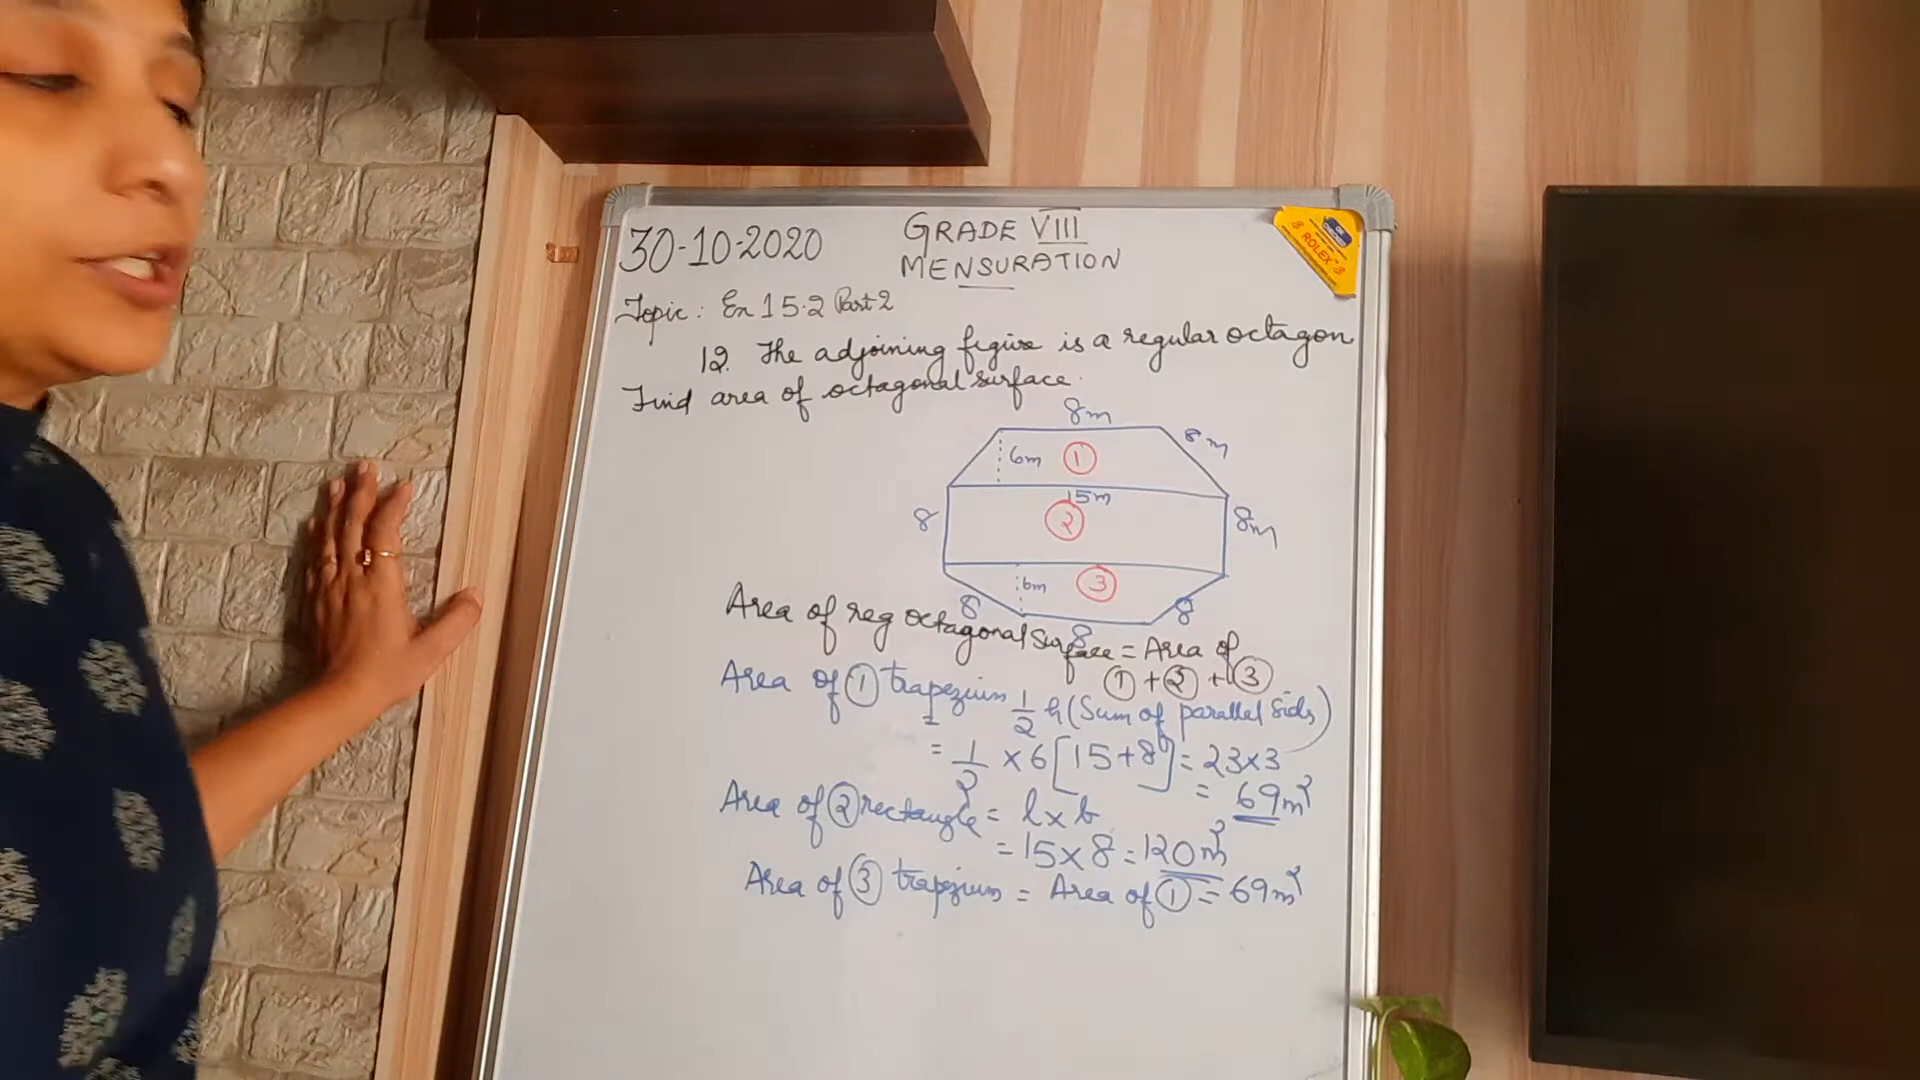 30-10-2020
GRADE VIII
MENSURATION
Topic: Ex 15.2 Part 2
12. The adjoining figure is a regular octagon
Find area of octagonal surface.
8m
8m
6m ①
15m
8 ② 8m
6m ③
8 8
8
Area of reg octagonal surface = Area of
① + ② + ③
Area of ① trapezium = 1/2 h (Sum of parallel sides)
= 1/2 × 6 [15+8] = 23×3
= 69m²
Area of ② rectangle = l × b
= 15×8 = 120m²
Area of ③ trapezium = Area of ① = 69m²
ROLEX